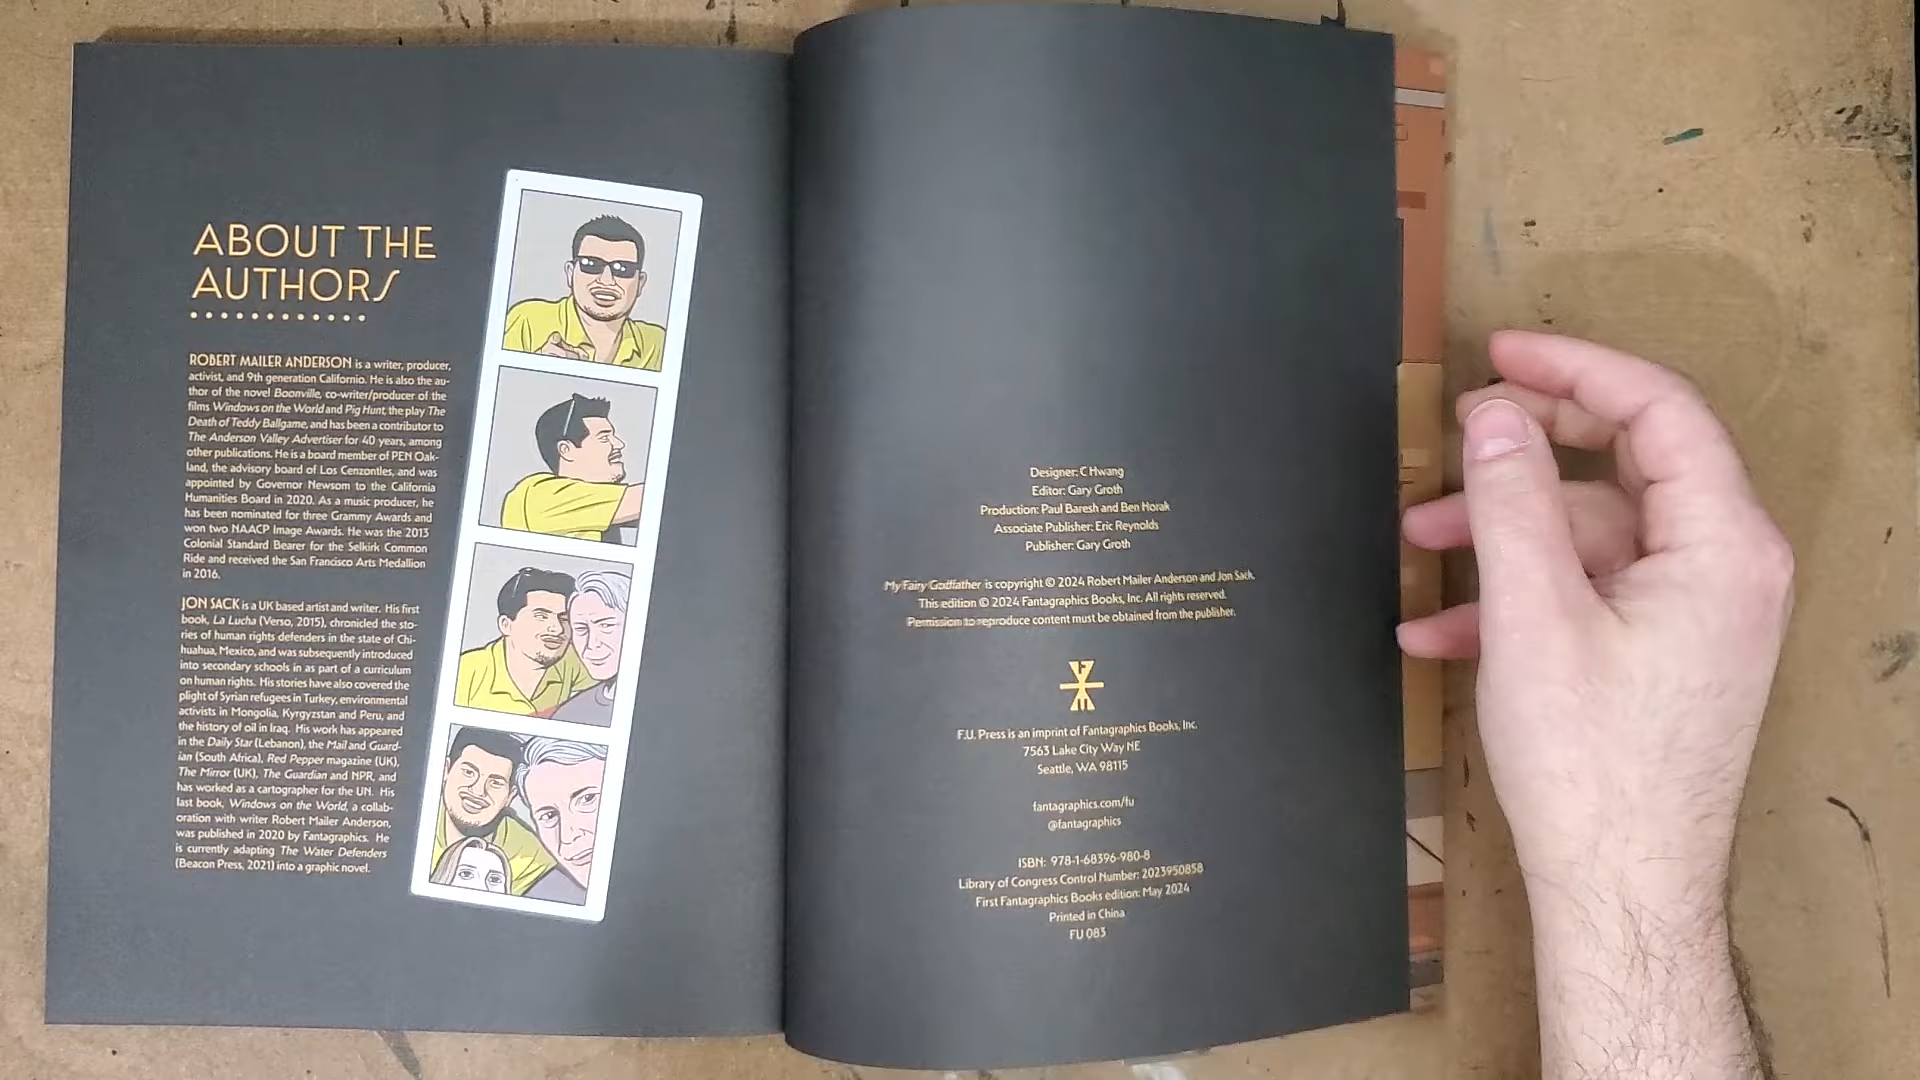 ABOUT THE
AUTHORS
ROBERT MAILER ANDERSON is a writer, producer,
activist, and 9th generation Californio. He is also the au-
thor of the novel Boonville, co-writer/producer of the
films Windows on the World and Pig Hunt, the play The
Death of Teddy Ballgame, and has been a contributor to
The Anderson Valley Advertiser for 40 years, among
other publications. He is a board member of PEN Oak-
land, the advisory board of Los Cenzontles, and was
appointed by Governor Newsom to the California
Humanities Board in 2020. As a music producer, he
has been nominated for three Grammy Awards and
won two NAACP Image Awards. He was the 2013
Colonial Standard Bearer for the Selkirk Common
Ride and received the San Francisco Arts Medallion
in 2016.
JON SACK is a UK based artist and writer. His first
book, La Lucha (Verso, 2015), chronicled the sto-
ries of human rights defenders in the state of Chi-
huahua, Mexico, and was subsequently introduced
into secondary schools in as part of a curriculum
on human rights. His stories have also covered the
plight of Syrian refugees in Turkey, environmental
activists in Mongolia, Kyrgyzstan and Peru, and
the history of oil in Iraq. His work has appeared
in the Daily Star (Lebanon), the Mail and Guard-
ian (South Africa), Red Pepper magazine (UK),
The Mirror (UK), The Guardian and NPR, and
has worked as a cartographer for the UN. His
last book, Windows on the World, a collab-
oration with writer Robert Mailer Anderson,
was published in 2020 by Fantagraphics. He
is currently adapting The Water Defenders
(Beacon Press, 2021) into a graphic novel.
Designer: C Hwang
Editor: Gary Groth
Production: Paul Baresh and Ben Horak
Associate Publisher: Eric Reynolds
Publisher: Gary Groth
My Fairy Godfather is copyright © 2024 Robert Mailer Anderson and Jon Sack.
This edition © 2024 Fantagraphics Books, Inc. All rights reserved.
Permission to reproduce content must be obtained from the publisher.
F.U. Press is an imprint of Fantagraphics Books, Inc.
7563 Lake City Way NE
Seattle, WA 98115
fantagraphics.com/fu
@fantagraphics
ISBN: 978-1-68396-980-8
Library of Congress Control Number: 2023950858
First Fantagraphics Books edition: May 2024
Printed in China
FU 083